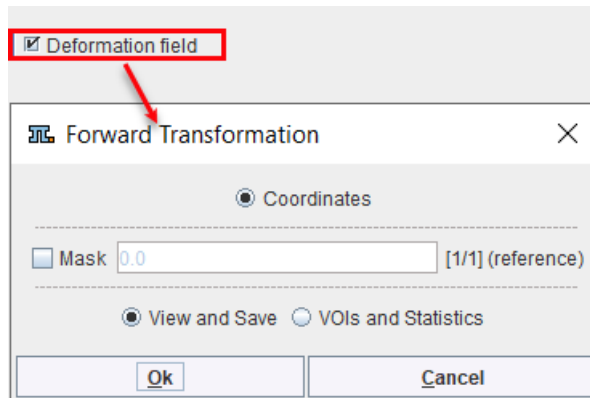 Deformation field
Forward Transformation
Coordinates
Mask 0.0 [1/1] (reference)
View and Save VOIs and Statistics
Ok Cancel